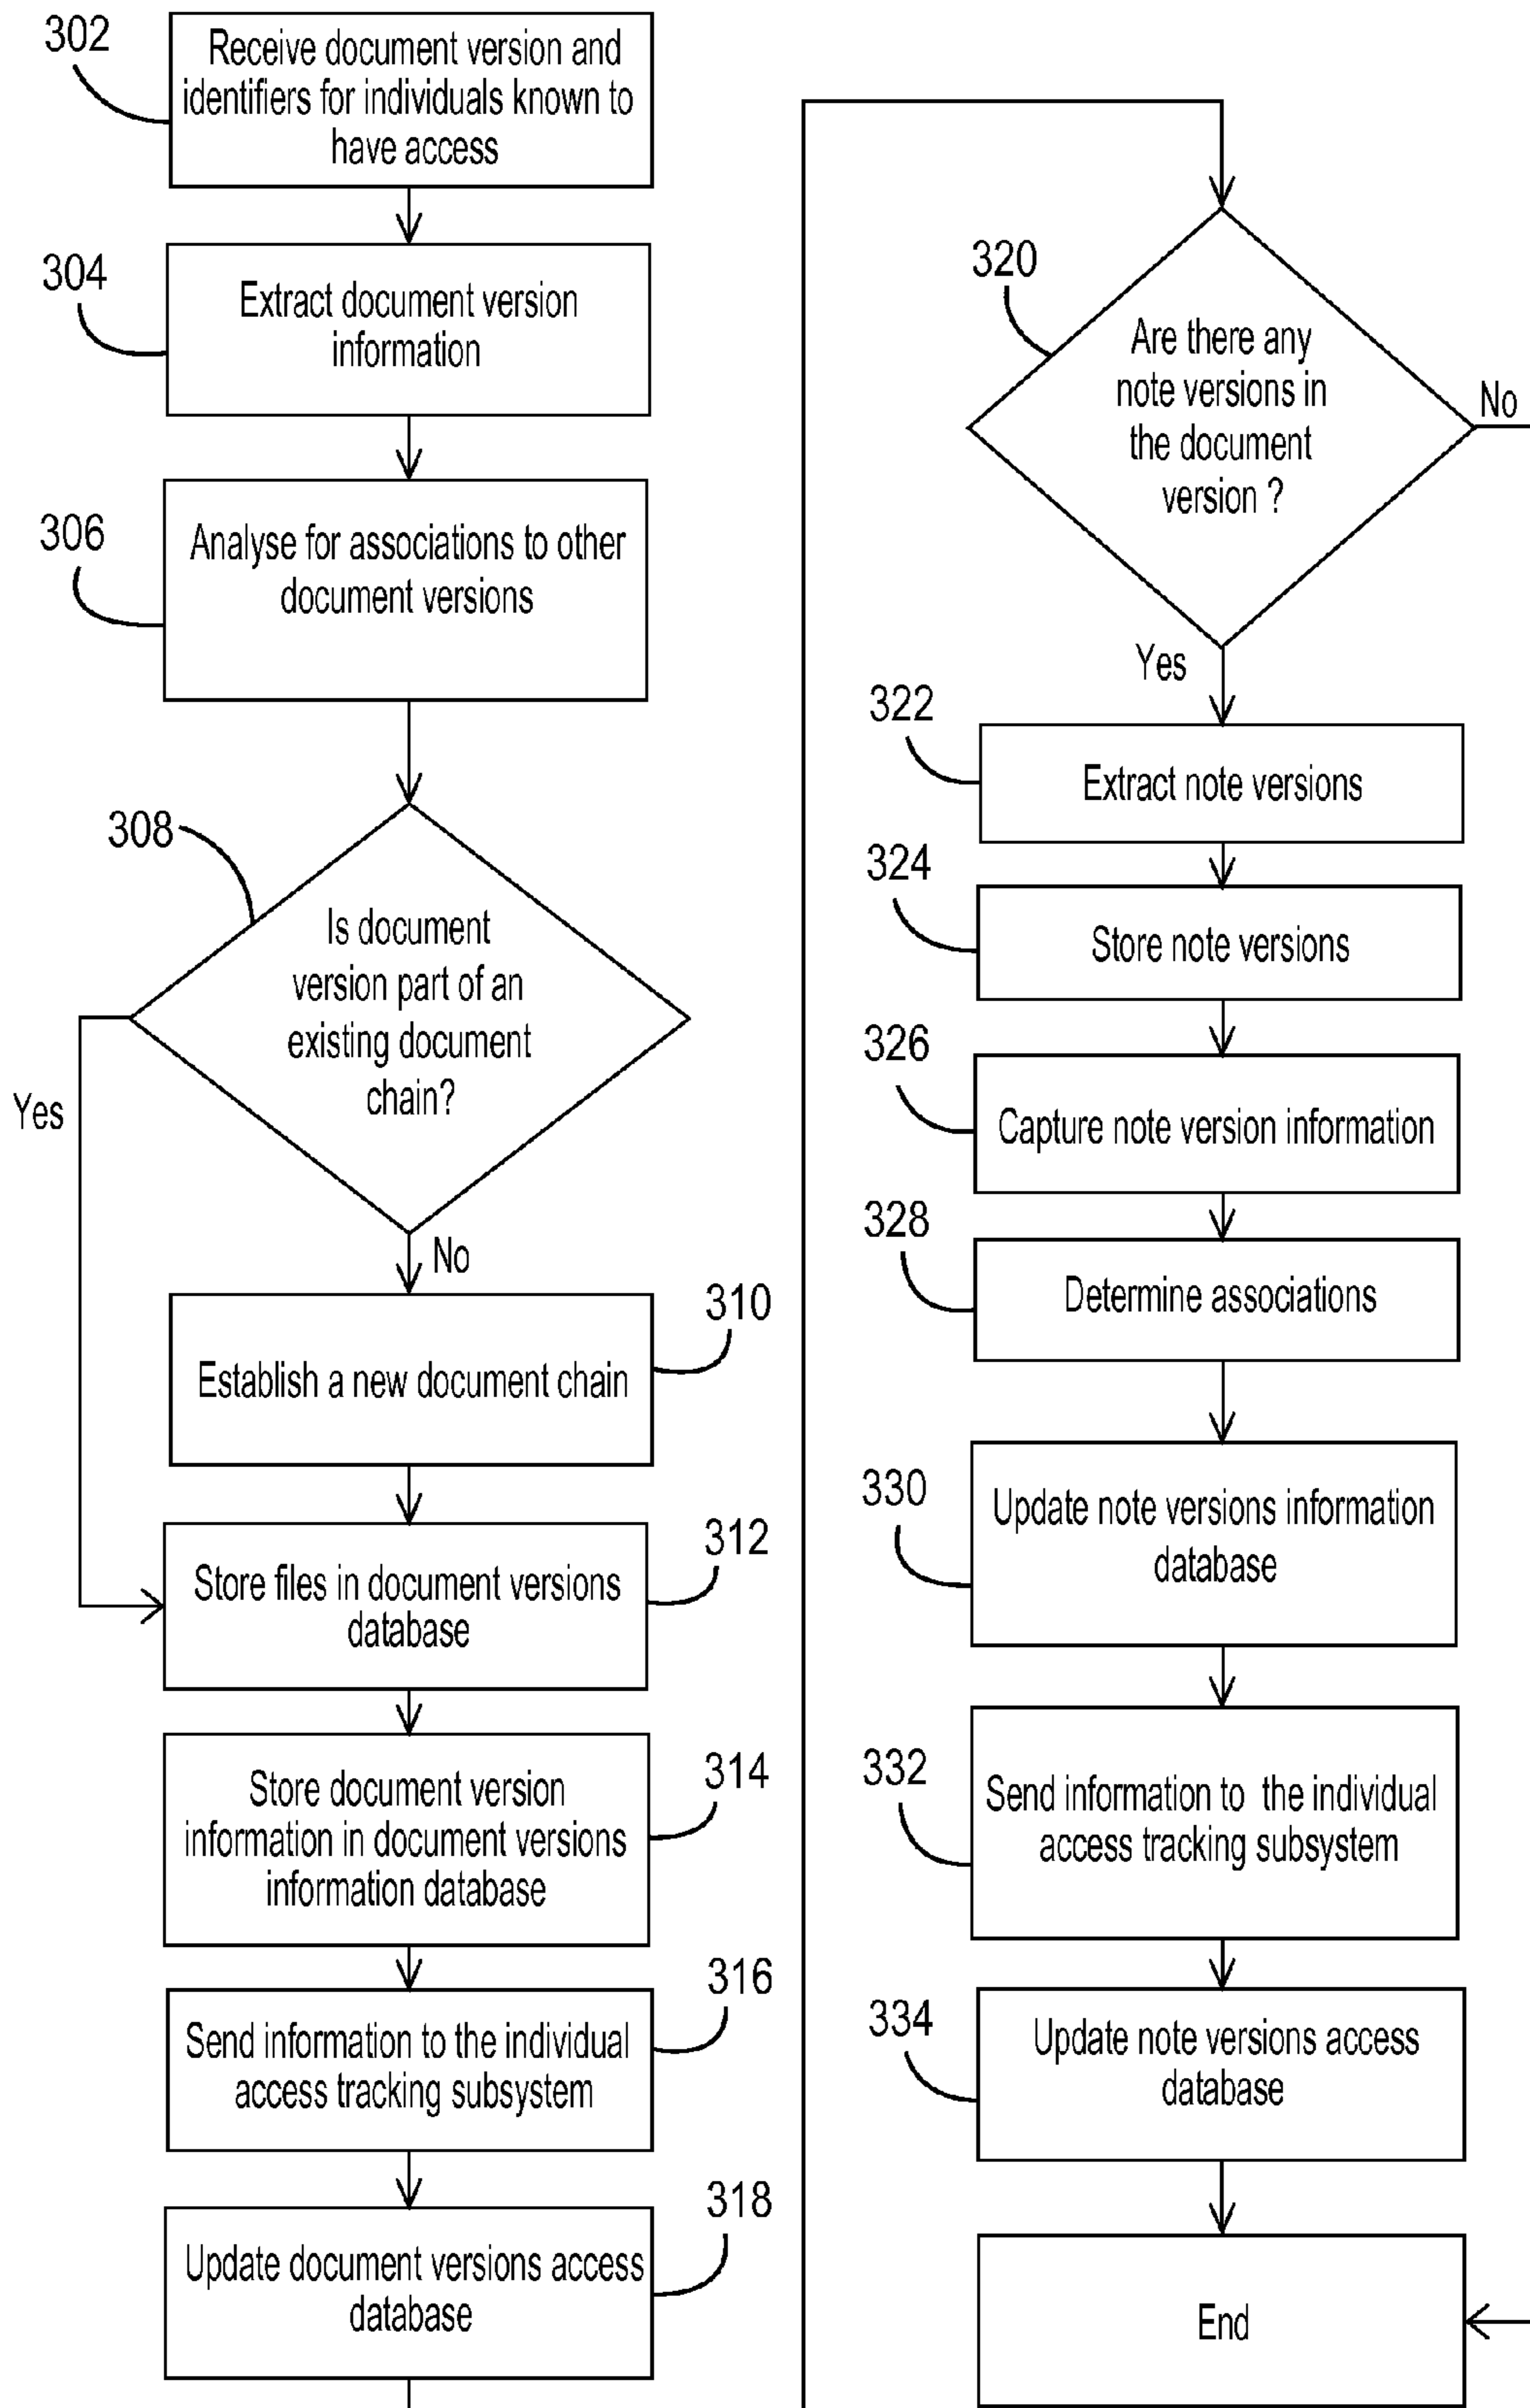 302
Receive document version and
identifiers for individuals known to
have access
304
Extract document version
information
306
Analyse for associations to other
document versions
308
Is document
version part of an
existing document
chain?
Yes
No
310
Establish a new document chain
312
Store files in document versions
database
314
Store document version
information in document versions
information database
316
Send information to the individual
access tracking subsystem
318
Update document versions access
database
320
Are there any
note versions in
the document
version ?
No
Yes
322
Extract note versions
324
Store note versions
326
Capture note version information
328
Determine associations
330
Update note versions information
database
332
Send information to the individual
access tracking subsystem
334
Update note versions access
database
End